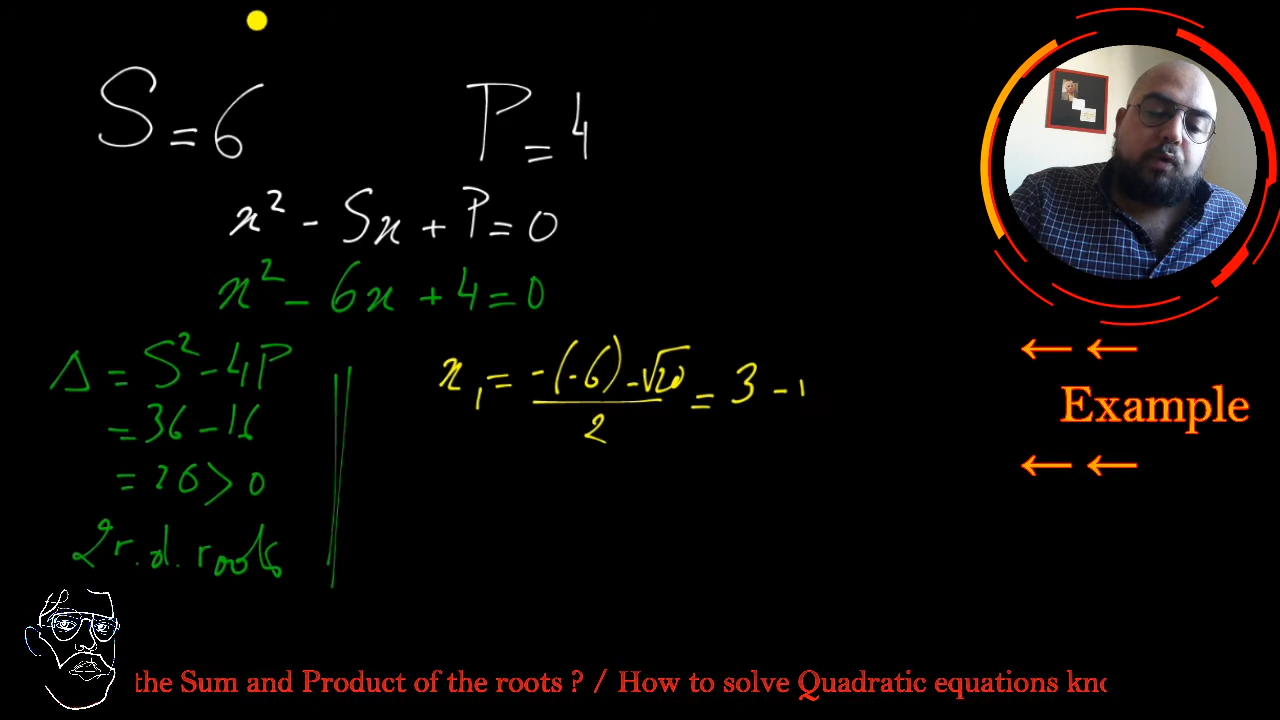 S = 6 P = 4
x² - Sx + P = 0
x² - 6x + 4 = 0
Δ = S² - 4P
= 36 - 16
= 20 > 0
2 r.d. roots
x₁ = (-(-6) - √20) / 2 = 3 -
← ←
Example
← ←
the Sum and Product of the roots ? / How to solve Quadratic equations kno